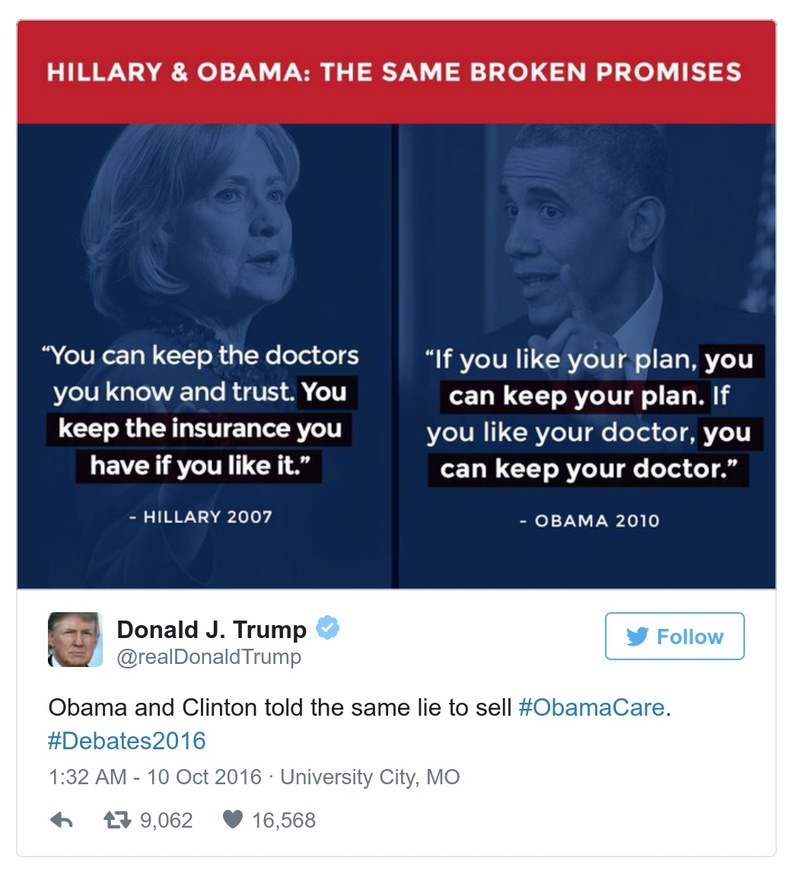 HILLARY & OBAMA: THE SAME BROKEN PROMISES
“You can keep the doctors
you know and trust. You
keep the insurance you
have if you like it.”
- HILLARY 2007
“If you like your plan, you
can keep your plan. If
you like your doctor, you
can keep your doctor.”
- OBAMA 2010
Donald J. Trump
@realDonaldTrump
Follow
Obama and Clinton told the same lie to sell #ObamaCare.
#Debates2016
1:32 AM - 10 Oct 2016 · University City, MO
9,062 16,568